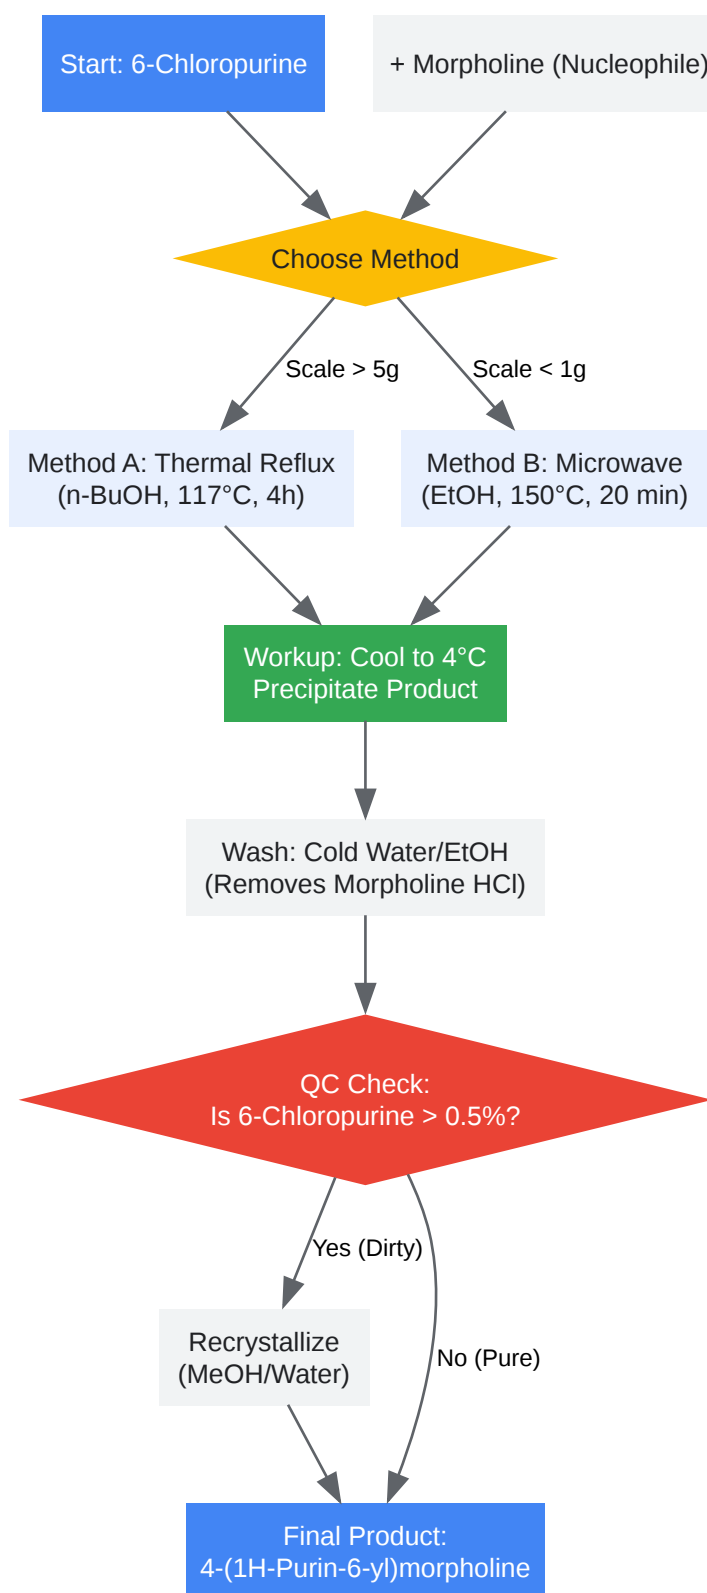 Start: 6-Chloropurine
+ Morpholine (Nucleophile)
Choose Method
Scale > 5g
Scale < 1g
Method A: Thermal Reflux
(n-BuOH, 117°C, 4h)
Method B: Microwave
(EtOH, 150°C, 20 min)
Workup: Cool to 4°C
Precipitate Product
Wash: Cold Water/EtOH
(Removes Morpholine HCl)
QC Check:
Is 6-Chloropurine > 0.5%?
Yes (Dirty)
Recrystallize
(MeOH/Water)
No (Pure)
Final Product:
4-(1H-Purin-6-yl)morpholine